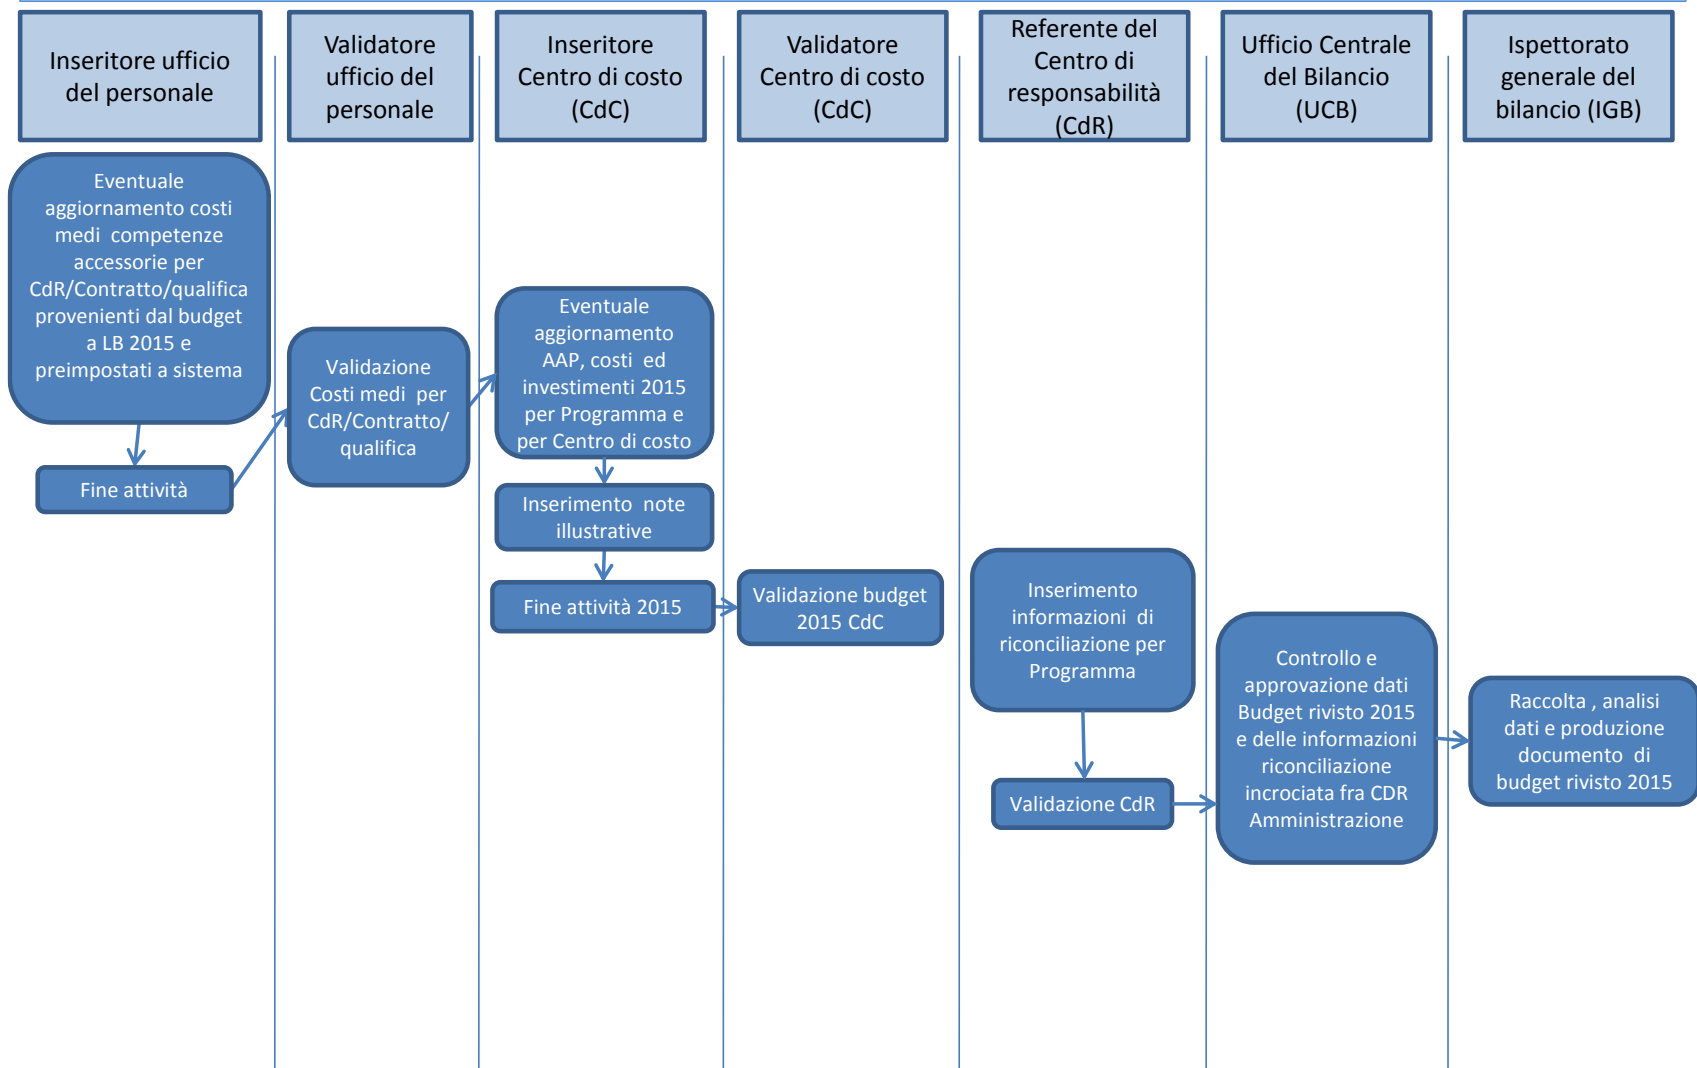 Inseritore ufficio
del personale
Validatore
ufficio del
personale
Inseritore
Centro di costo
(CdC)
Validatore
Centro di costo
(CdC)
Referente del
Centro di
responsabilità
(CdR)
Ufficio Centrale
del Bilancio
(UCB)
Ispettorato
generale del
bilancio (IGB)
Eventuale
aggiornamento costi
medi competenze
accessorie per
CdR/Contratto/qualifica
provenienti dal budget
a LB 2015 e
preimpostati a sistema
Fine attività
Validazione
Costi medi per
CdR/Contratto/
qualifica
Eventuale
aggiornamento
AAP, costi ed
investimenti 2015
per Programma e
per Centro di costo
Inserimento note
illustrative
Fine attività 2015
Validazione budget
2015 CdC
Inserimento
informazioni di
riconciliazione per
Programma
Validazione CdR
Controllo e
approvazione dati
Budget rivisto 2015
e delle informazioni
riconciliazione
incrociata fra CDR
Amministrazione
Raccolta , analisi
dati e produzione
documento di
budget rivisto 2015